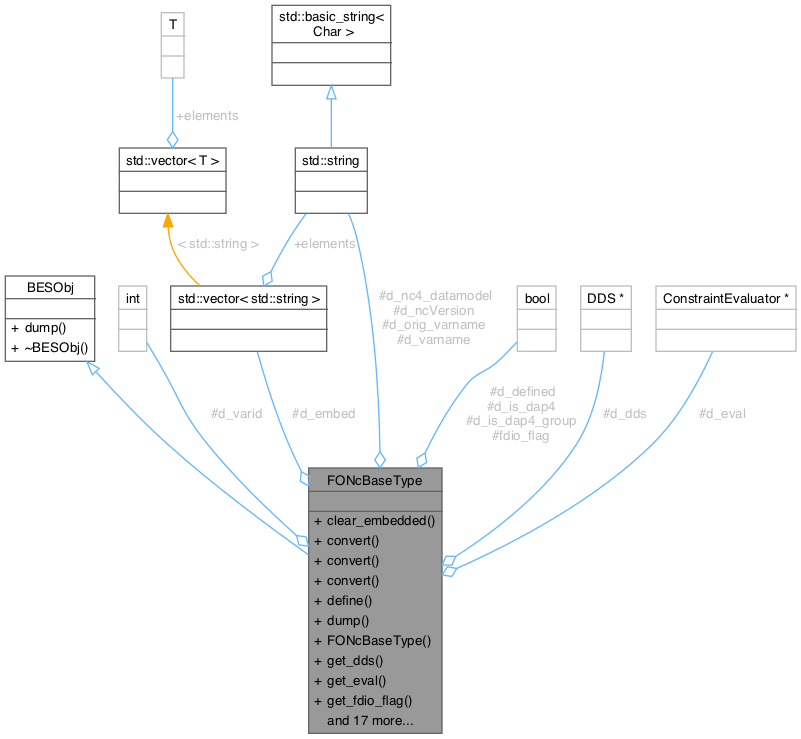 T
std::basic_string<
Char >
+elements
std::vector< T >
std::string
< std::string >
+elements
BESObj
+ dump()
+ ~BESObj()
int
std::vector< std::string >
#d_nc4_datamodel
#d_ncVersion
#d_orig_varname
#d_varname
bool
DDS *
ConstraintEvaluator *
#d_varid
#d_embed
#d_defined
#d_is_dap4
#d_is_dap4_group
#fdio_flag
#d_dds
#d_eval
FONcBaseType
+ clear_embedded()
+ convert()
+ convert()
+ convert()
+ define()
+ dump()
+ FONcBaseType()
+ get_dds()
+ get_eval()
+ get_fdio_flag()
and 17 more...